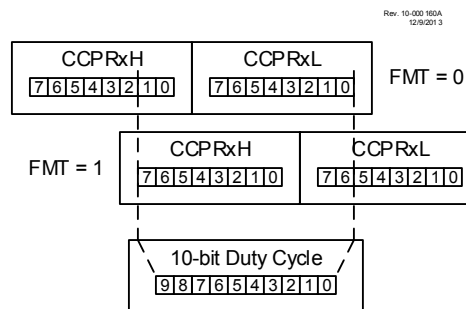 Rev. 10-000 160A
12/9/201 3
CCPRxH CCPRxL
7 6 5 4 3 2 1 0 7 6 5 4 3 2 1 0 FMT = 0
CCPRxH CCPRxL
FMT = 1 7 6 5 4 3 2 1 0 7 6 5 4 3 2 1 0
10-bit Duty Cycle
9 8 7 6 5 4 3 2 1 0